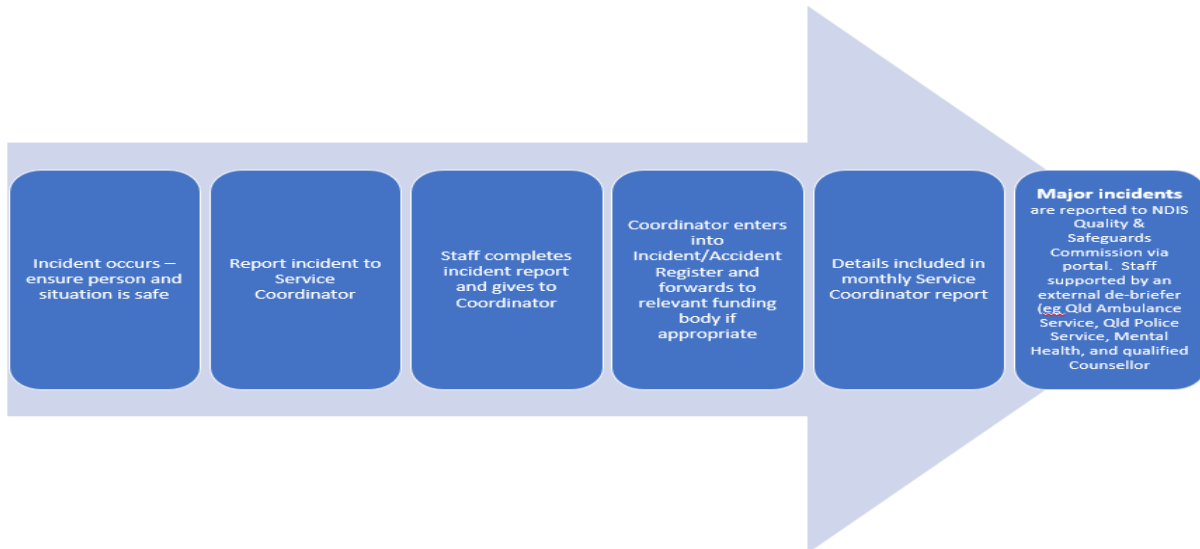 Incident occurs –
ensure person and
situation is safe
Report incident to
Service
Coordinator
Staff completes
incident report
and gives to
Coordinator
Coordinator enters
into
Incident/Accident
Register and
forwards to
relevant funding
body if
appropriate
Details included in
monthly Service
Coordinator report
Major incidents
are reported to NDIS
Quality &
Safeguards
Commission via
portal. Staff
supported by an
external de-briefer
(eg Qld Ambulance
Service, Qld Police
Service, Mental
Health, and qualified
Counsellor